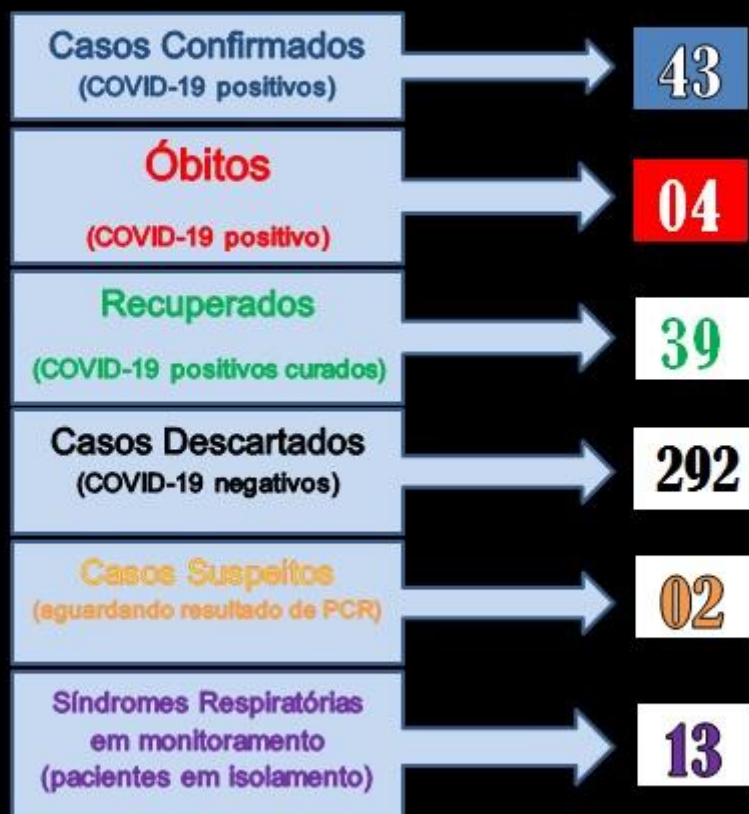 Casos Confirmados
(COVID-19 positivos)
43
Óbitos
(COVID-19 positivo)
04
Recuperados
(COVID-19 positivos curados)
39
Casos Descartados
(COVID-19 negativos)
292
Casos Suspeitos
(aguardando resultado de PCR)
02
Síndromes Respiratórias
em monitoramento
(pacientes em isolamento)
13